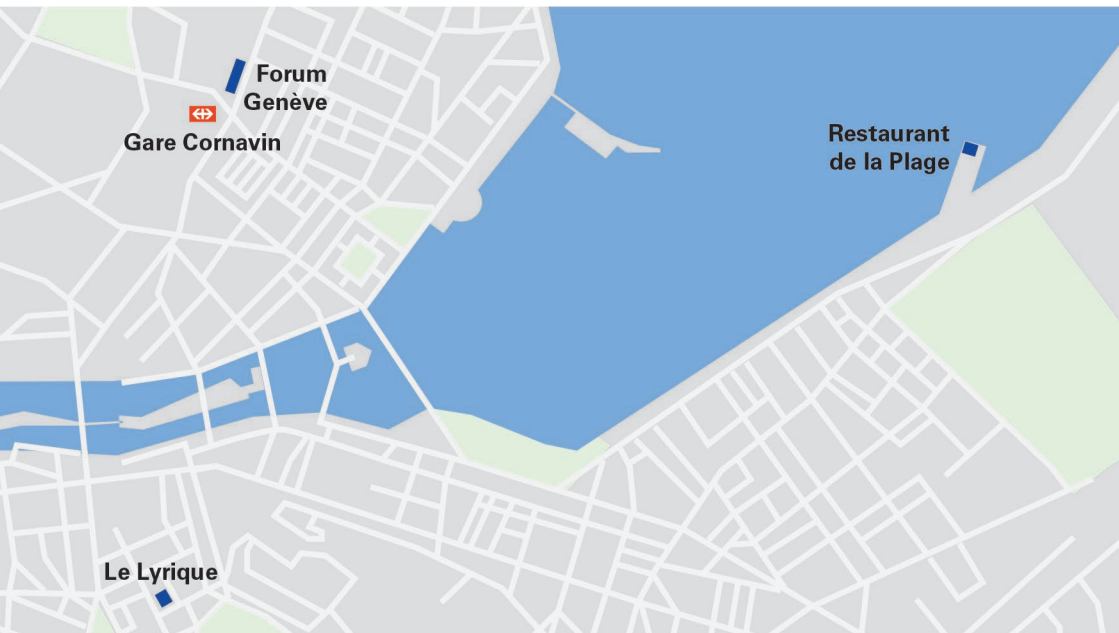 Forum
Genève
Gare Cornavin
Restaurant
de la Plage
Le Lyrique